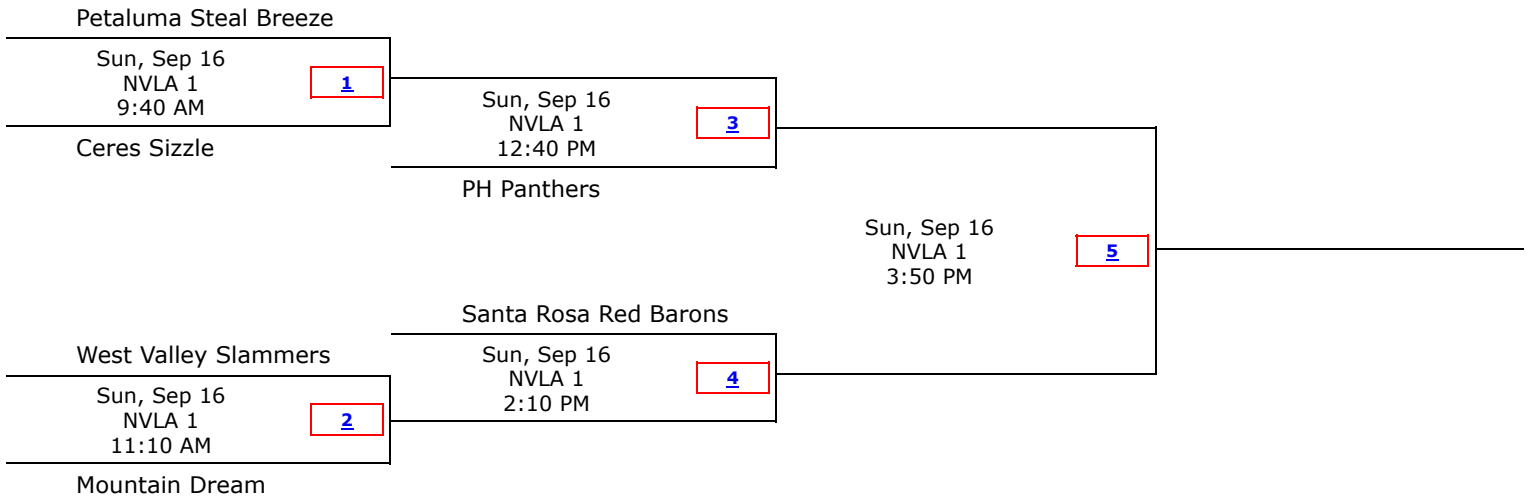 Petaluma Steal Breeze
Sun, Sep 16
NVLA 1
9:40 AM
1
Ceres Sizzle
Sun, Sep 16
NVLA 1
12:40 PM
3
PH Panthers
Sun, Sep 16
NVLA 1
3:50 PM
5
Santa Rosa Red Barons
Sun, Sep 16
NVLA 1
2:10 PM
4
West Valley Slammers
Sun, Sep 16
NVLA 1
11:10 AM
2
Mountain Dream